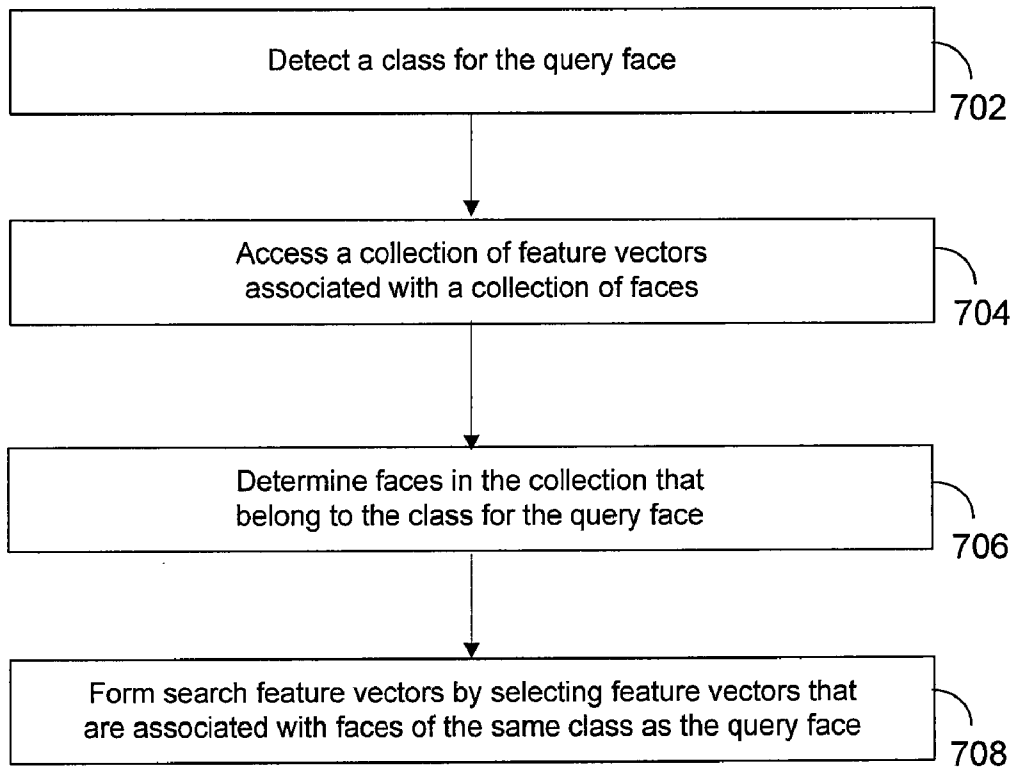 Detect a class for the query face
702
Access a collection of feature vectors
associated with a collection of faces
704
Determine faces in the collection that
belong to the class for the query face
706
Form search feature vectors by selecting feature vectors that
are associated with faces of the same class as the query face
708